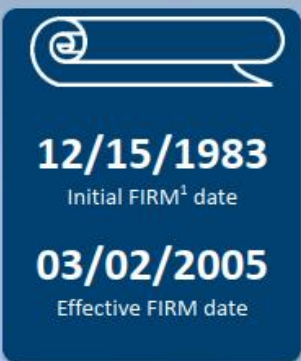 12/15/1983
Initial FIRM¹ date
03/02/2005
Effective FIRM date